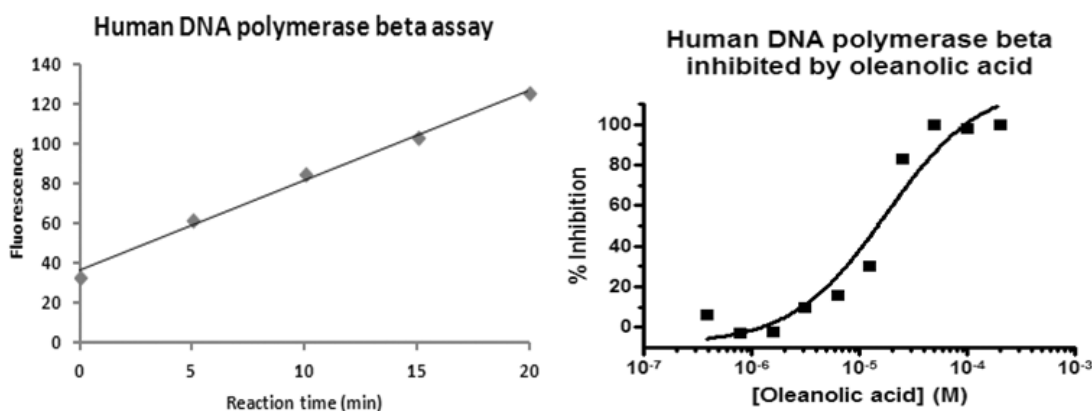 Human DNA polymerase beta assay
140
120
100
80
60
40
20
0
Fluorescence
0 5 10 15 20
Reaction time (min)
Human DNA polymerase beta
inhibited by oleanolic acid
100
80
60
40
20
0
% Inhibition
10-7 10-6 10-5 10-4 10-3
[Oleanolic acid] (M)